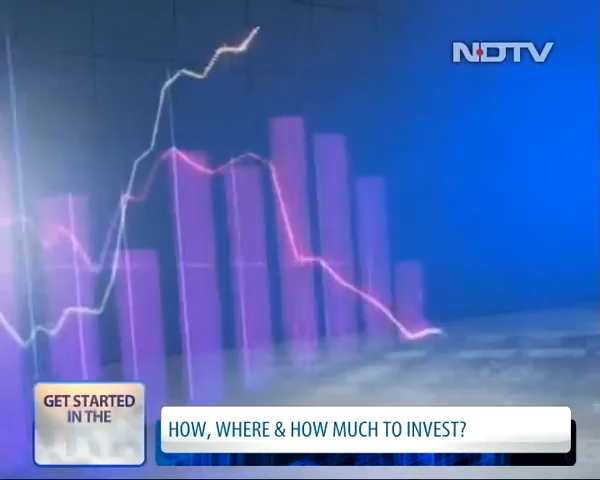 NDTV
GET STARTED
IN THE
HOW, WHERE & HOW MUCH TO INVEST?